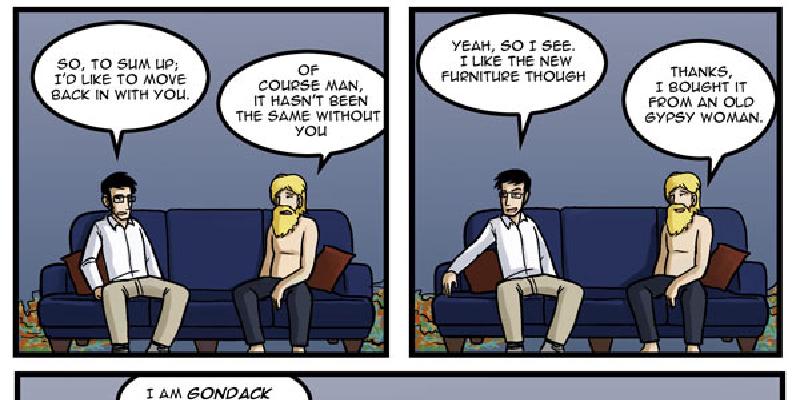 SO, TO SUM UP;
I'D LIKE TO MOVE
BACK IN WITH YOU.
OF
COURSE MAN,
IT HASN'T BEEN
THE SAME WITHOUT
YOU
YEAH, SO I SEE.
I LIKE THE NEW
FURNITURE THOUGH
THANKS,
I BOUGHT IT
FROM AN OLD
GYPSY WOMAN.
I AM GONDACK